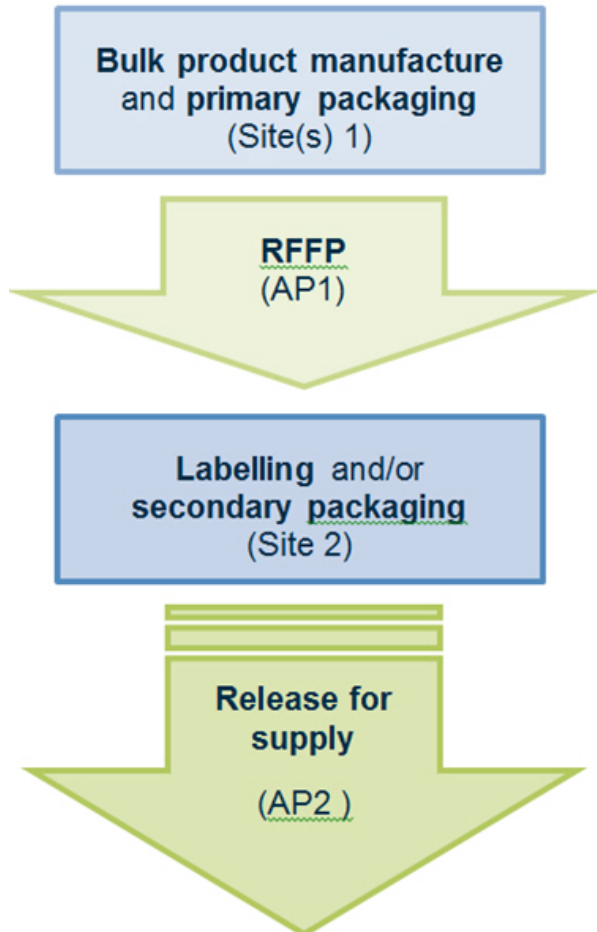 Bulk product manufacture
and primary packaging
(Site(s) 1)
RFFP
(AP1)
Labelling and/or
secondary packaging
(Site 2)
Release for
supply
(AP2 )